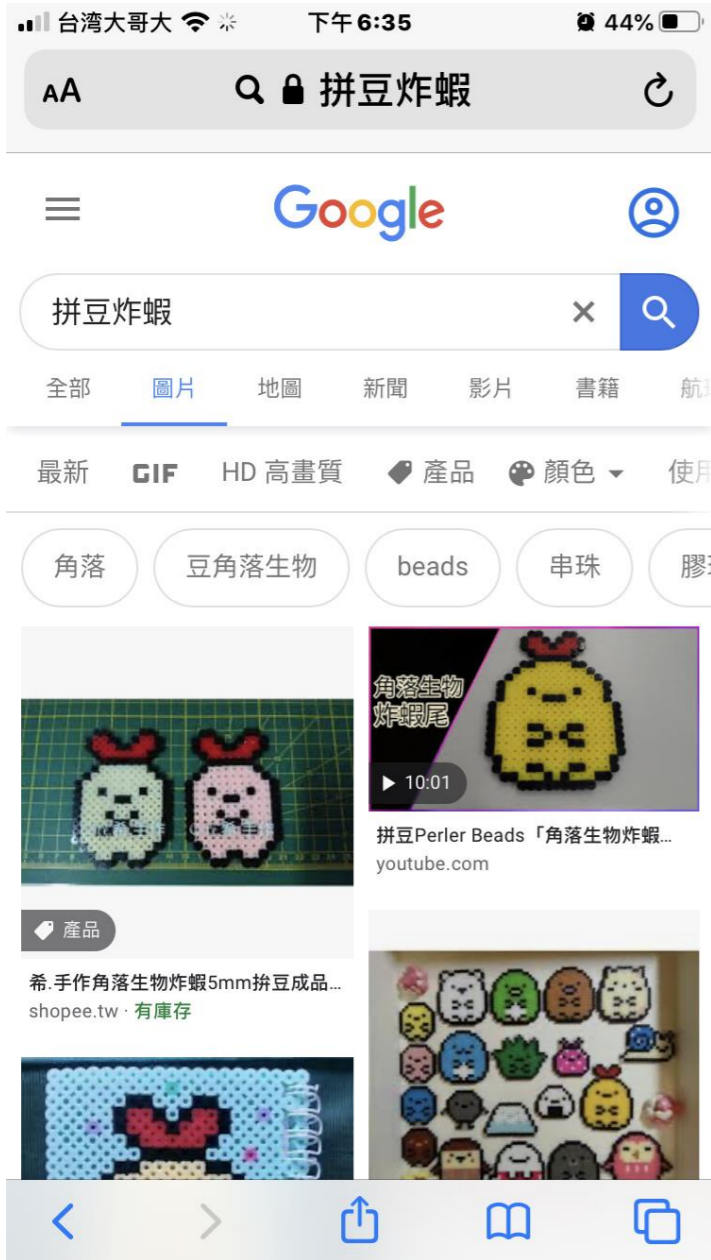 台湾大哥大
下午6:35
44%
AA
拼豆炸蝦
Google
拼豆炸蝦
全部 圖片 地圖 新聞 影片 書籍
最新 GIF HD 高畫質 產品 顏色
角落 豆角落生物 beads 串珠
角落生物
炸蝦尾
10:01
拼豆Perler Beads「角落生物炸蝦...
youtube.com
產品
希.手作角落生物炸蝦5mm拚豆成品...
shopee.tw · 有庫存